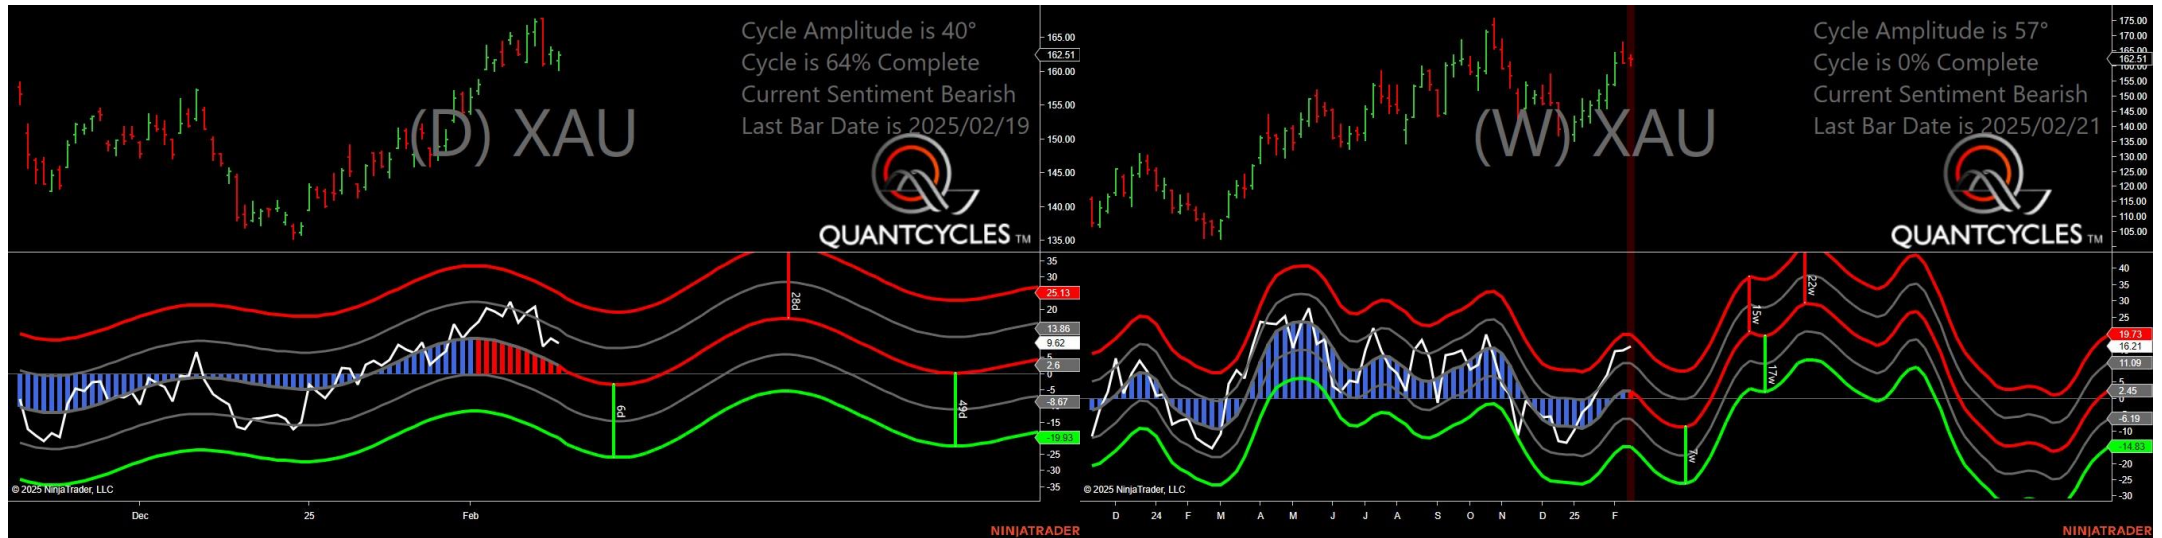 Cycle Amplitude is 40°
Cycle is 64% Complete
Current Sentiment Bearish
Last Bar Date is 2025/02/19
(D) XAU
QUANTCYCLES TM
165.00
162.51
160.00
155.00
150.00
145.00
140.00
135.00
35
30
25.13
20
13.86
9.62
5
2.6
0
-5
-8.67
-15
-19.93
-25
-30
-35
28d
6d
49d
© 2025 NinjaTrader, LLC
Dec
25
Feb
NINJATRADER
Cycle Amplitude is 57°
Cycle is 0% Complete
Current Sentiment Bearish
Last Bar Date is 2025/02/21
(W) XAU
QUANTCYCLES TM
175.00
170.00
165.00
162.51
155.00
150.00
145.00
140.00
135.00
130.00
125.00
120.00
115.00
110.00
105.00
40
35
30
25
19.73
16.21
11.09
5
2.45
0
-6.19
-10
-14.83
-20
-25
-30
15w
22w
17w
7w
© 2025 NinjaTrader, LLC
D 24 F M A M J J A S O N D 25 F
NINJATRADER